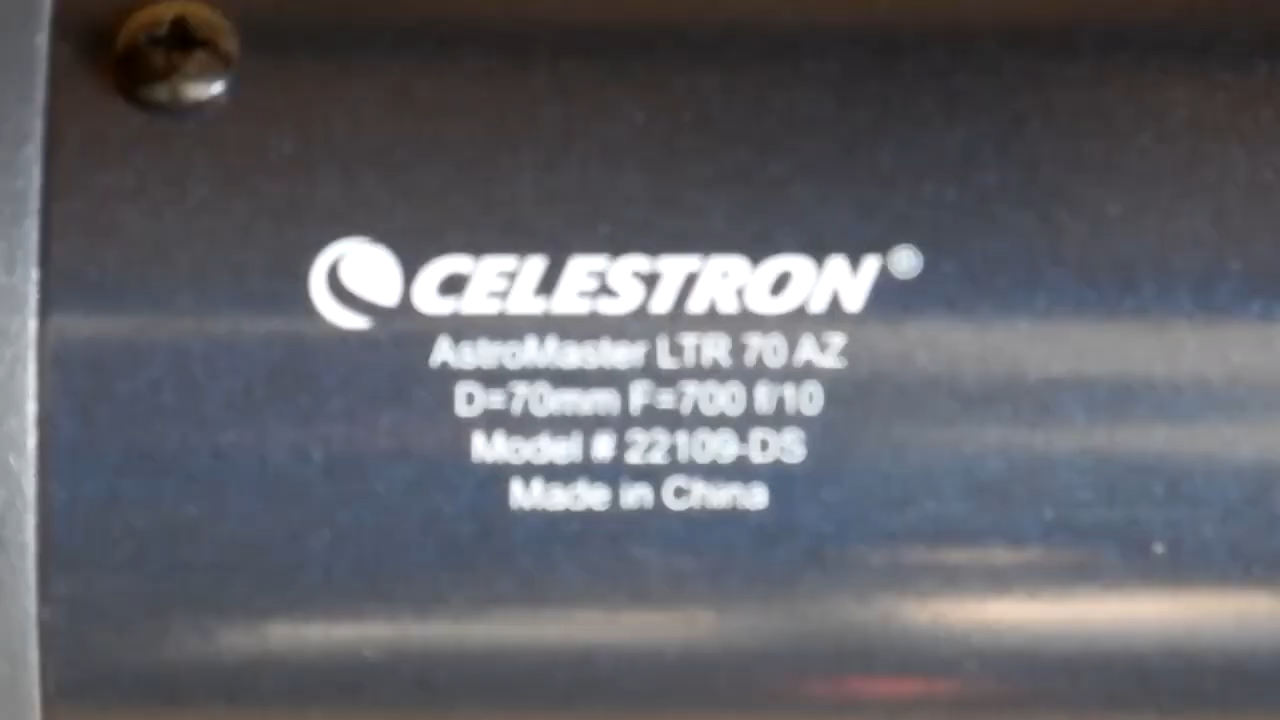 CELESTRON®
AstroMaster LTR 70 AZ
D=70mm F=700 f/10
Model # 22109-DS
Made in China